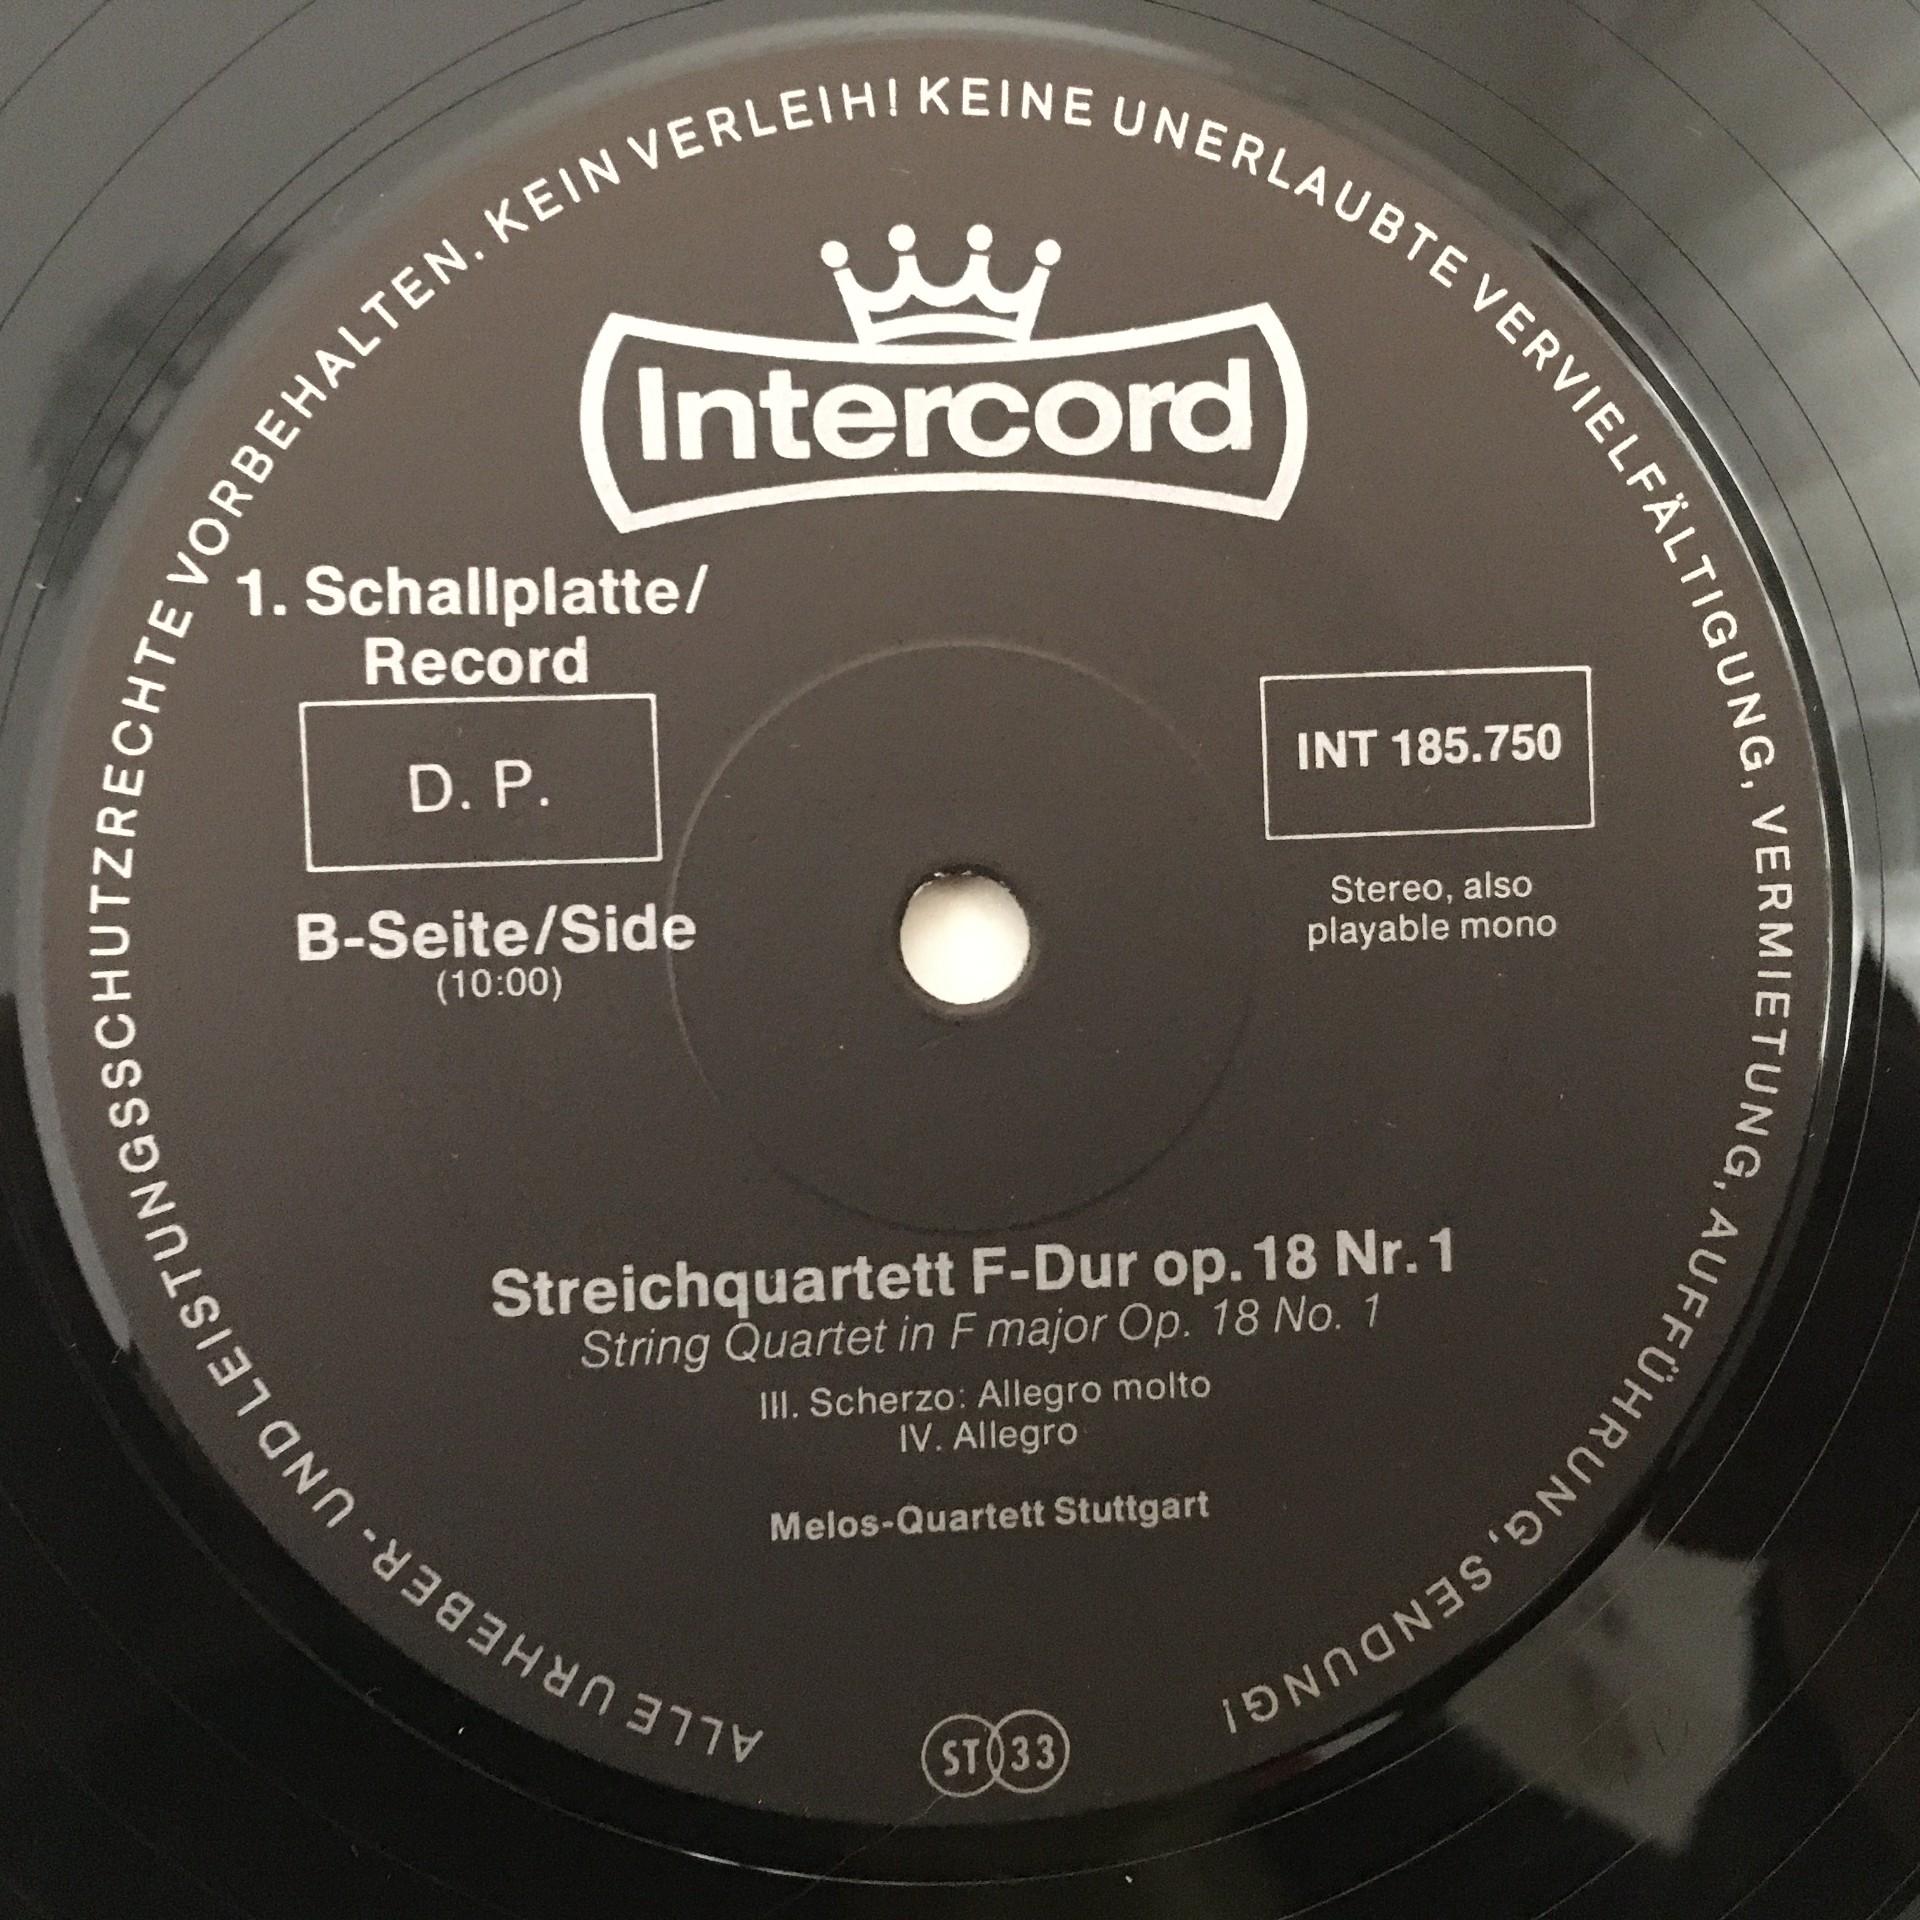 ALLE URHEBER- UND LEISTUNGSSCHUTZRECHTE VORBEHALTEN. KEIN VERLEIH! KEINE UNERLAUBTE VERVIELFÄLTIGUNG, VERMIETUNG, AUFFÜHRUNG, SENDUNG!
Intercord
1. Schallplatte/
Record
D. P.
B-Seite/Side
(10:00)
INT 185.750
Stereo, also
playable mono
Streichquartett F-Dur op. 18 Nr. 1
String Quartet in F major Op. 18 No. 1
III. Scherzo: Allegro molto
IV. Allegro
Melos-Quartett Stuttgart
ST 33